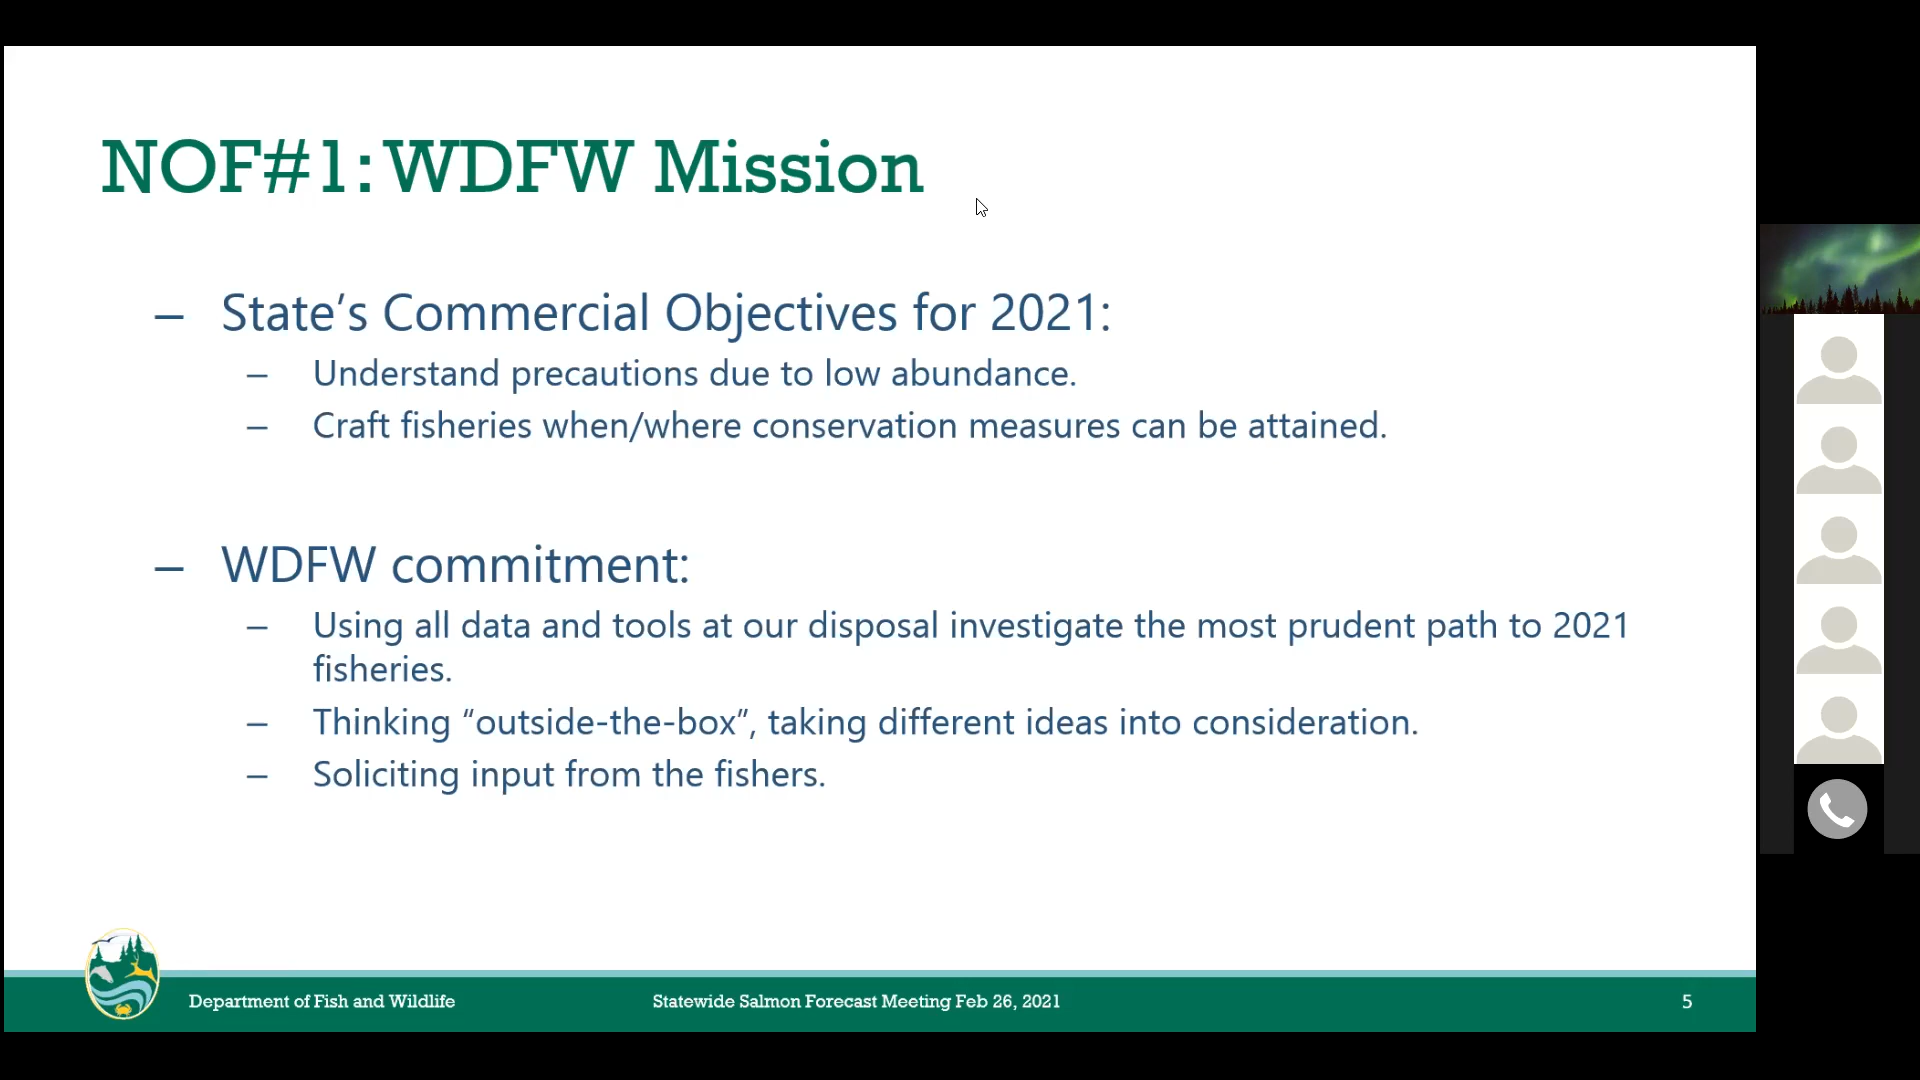 NOF#1: WDFW Mission
– State’s Commercial Objectives for 2021:
– Understand precautions due to low abundance.
– Craft fisheries when/where conservation measures can be attained.
– WDFW commitment:
– Using all data and tools at our disposal investigate the most prudent path to 2021
fisheries.
– Thinking “outside-the-box”, taking different ideas into consideration.
– Soliciting input from the fishers.
Department of Fish and Wildlife
Statewide Salmon Forecast Meeting Feb 26, 2021
5